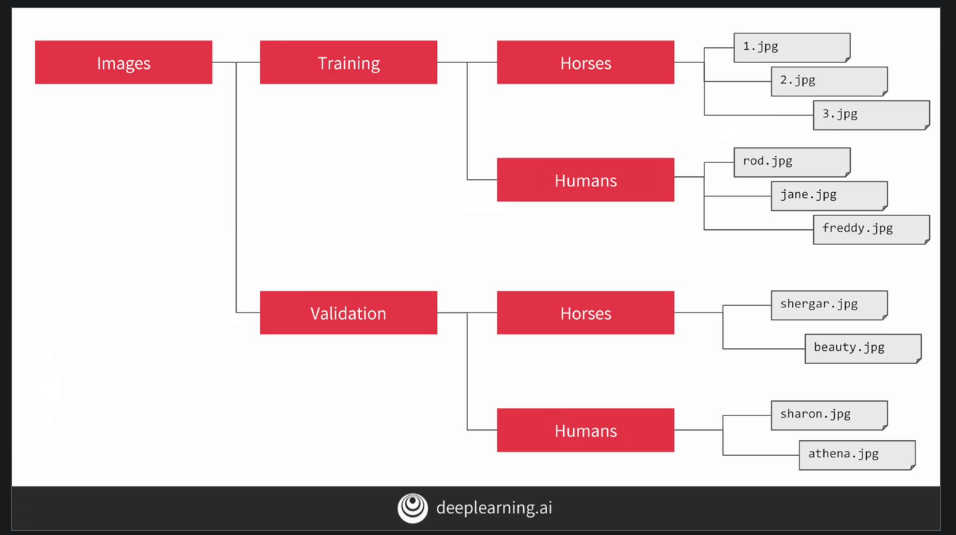 Images
Training
Horses
1.jpg
2.jpg
3.jpg
Humans
rod.jpg
jane.jpg
freddy.jpg
Validation
Horses
shergar.jpg
beauty.jpg
Humans
sharon.jpg
athena.jpg
deeplearning.ai